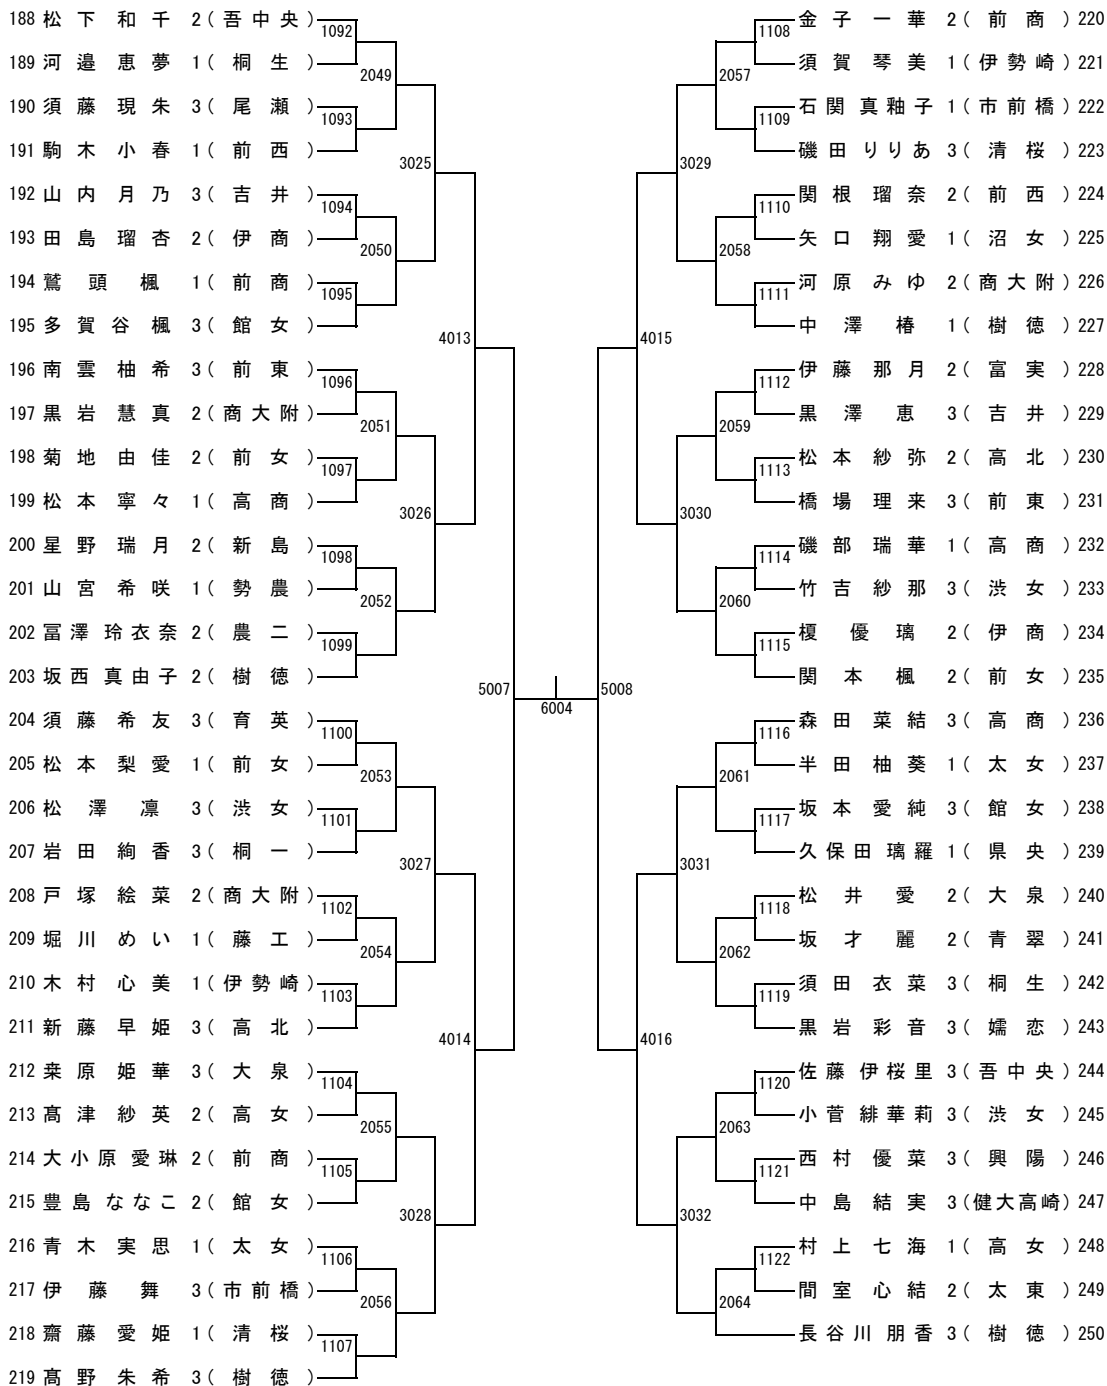 188 松下和千 2 (吾中央)
1092
189 河邉恵夢 1 (桐生)
2049
190 須藤現朱 3 (尾瀬)
1093
191 駒木小春 1 (前西)
3025
192 山内月乃 3 (吉井)
1094
193 田島瑠杏 2 (伊商)
2050
194 鷲頭楓 1 (前商)
1095
195 多賀谷楓 3 (館女)
4013
196 南雲柚希 3 (前東)
1096
197 黒岩慧真 2 (商大附)
2051
198 菊地由佳 2 (前女)
1097
199 松本寧々 1 (高商)
3026
200 星野瑞月 2 (新島)
1098
201 山宮希咲 1 (勢農)
2052
202 冨澤玲衣奈 2 (農二)
1099
203 坂西真由子 2 (樹徳)
5007
204 須藤希友 3 (育英)
1100
205 松本梨愛 1 (前女)
2053
206 松澤凛 3 (渋女)
1101
207 岩田絢香 3 (桐一)
3027
208 戸塚絵菜 2 (商大附)
1102
209 堀川めい 1 (藤工)
2054
210 木村心美 1 (伊勢崎)
1103
211 新藤早姫 3 (高北)
4014
212 桒原姫華 3 (大泉)
1104
213 髙津紗英 2 (高女)
2055
214 大小原愛琳 2 (前商)
1105
215 豊島ななこ 2 (館女)
3028
216 青木実思 1 (太女)
1106
217 伊藤舞 3 (市前橋)
2056
218 齋藤愛姫 1 (清桜)
1107
219 髙野朱希 3 (樹徳)
6004
金子一華 2 (前商) 220
1108
須賀琴美 1 (伊勢崎) 221
2057
石関真釉子 1 (市前橋) 222
1109
磯田りりあ 3 (清桜) 223
3029
関根瑠奈 2 (前西) 224
1110
矢口翔愛 1 (沼女) 225
2058
河原みゆ 2 (商大附) 226
1111
中澤椿 1 (樹徳) 227
4015
伊藤那月 2 (富実) 228
1112
黒澤恵 3 (吉井) 229
2059
松本紗弥 2 (高北) 230
1113
橋場理来 3 (前東) 231
3030
磯部瑞華 1 (高商) 232
1114
竹吉紗那 3 (渋女) 233
2060
榎優璃 2 (伊商) 234
1115
関本楓 2 (前女) 235
5008
森田菜結 3 (高商) 236
1116
半田柚葵 1 (太女) 237
2061
坂本愛純 3 (館女) 238
1117
久保田璃羅 1 (県央) 239
3031
松井愛 2 (大泉) 240
1118
坂才麗 2 (青翠) 241
2062
須田衣菜 3 (桐生) 242
1119
黒岩彩音 3 (嬬恋) 243
4016
佐藤伊桜里 3 (吾中央) 244
1120
小菅緋華莉 3 (渋女) 245
2063
西村優菜 3 (興陽) 246
1121
中島結実 3 (健大高崎) 247
3032
村上七海 1 (高女) 248
1122
間室心結 2 (太東) 249
2064
長谷川朋香 3 (樹徳) 250